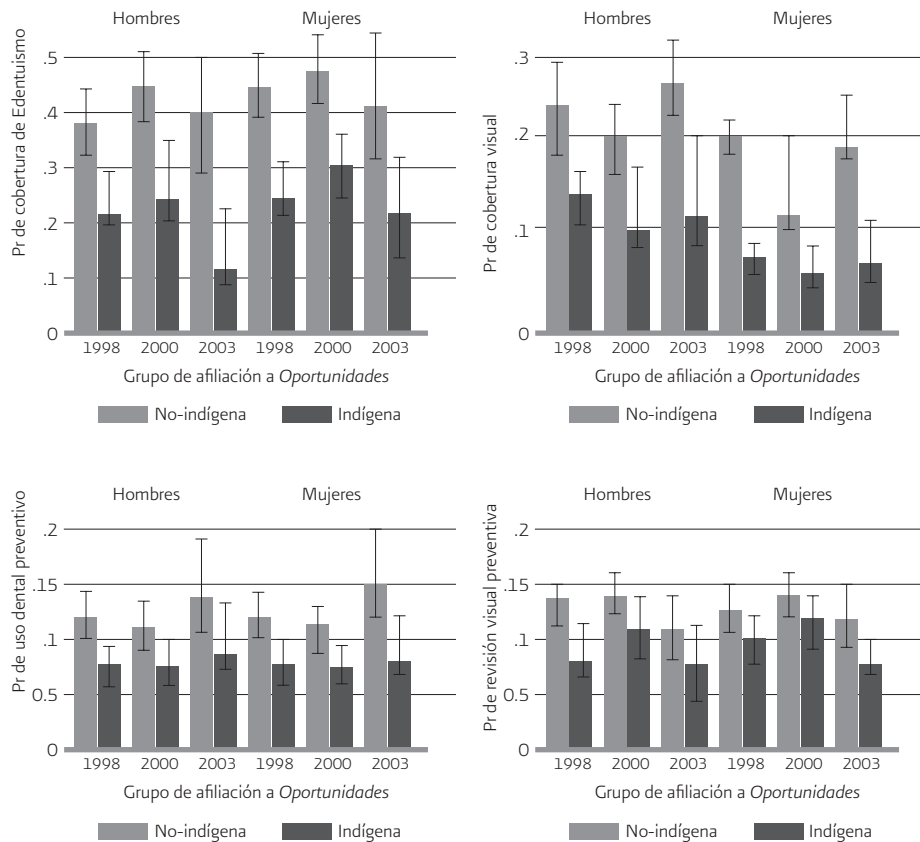 Hombres Mujeres
Pr de cobertura de Edentuismo
.5
.4
.3
.2
.1
0
1998 2000 2003 1998 2000 2003
Grupo de afiliación a Oportunidades
No-indígena Indígena
Hombres Mujeres
Pr de cobertura visual
.3
.2
.1
0
1998 2000 2003 1998 2000 2003
Grupo de afiliación a Oportunidades
No-indígena Indígena
Hombres Mujeres
Pr de uso dental preventivo
.2
.15
.1
0.5
0
1998 2000 2003 1998 2000 2003
Grupo de afiliación a Oportunidades
No-indígena Indígena
Hombres Mujeres
Pr de revisión visual preventiva
.2
.15
.1
0.5
0
1998 2000 2003 1998 2000 2003
Grupo de afiliación a Oportunidades
No-indígena Indígena